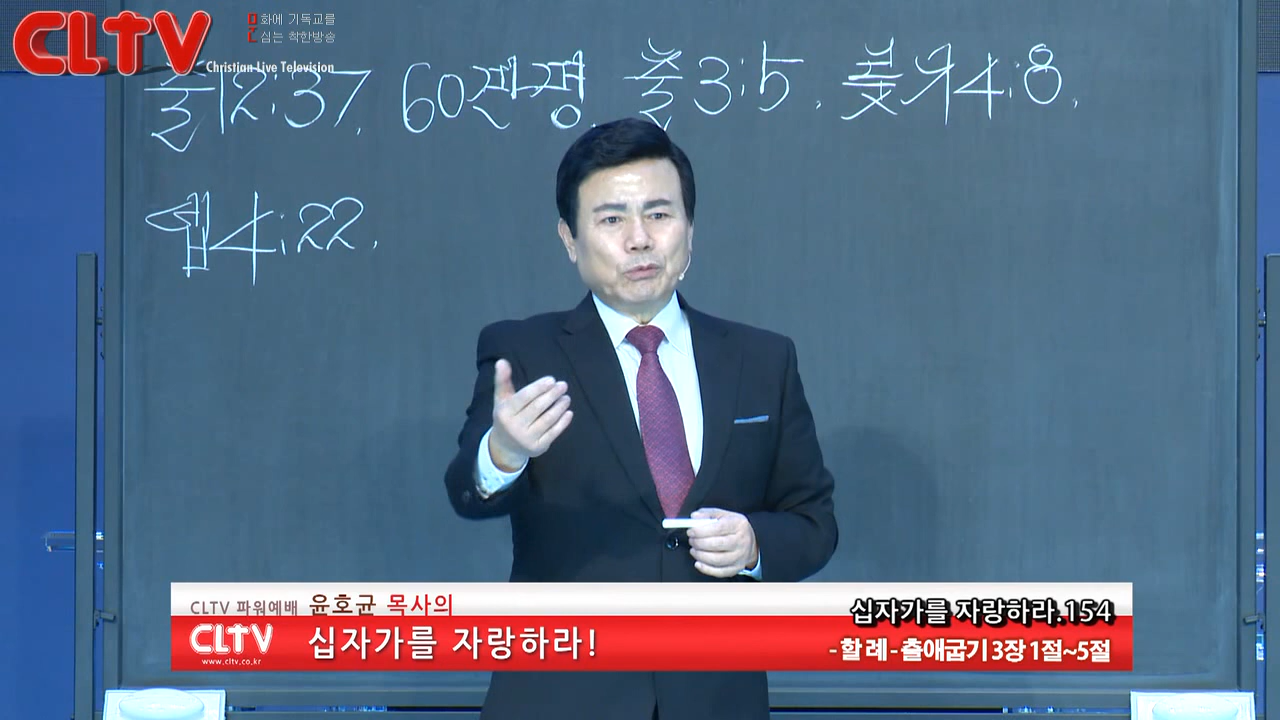 CLTV
문화에 기독교를
심는 착한방송
Christian Live Television
출12:37, 60만장정, 출3:5, 롯기4:8,
엡4:22,
CLTV 파워예배 윤호균 목사의
CLTV
www.cltv.co.kr
십자가를 자랑하라!
십자가를 자랑하라.154
- 할 례 - 출애굽기 3장 1절~5절